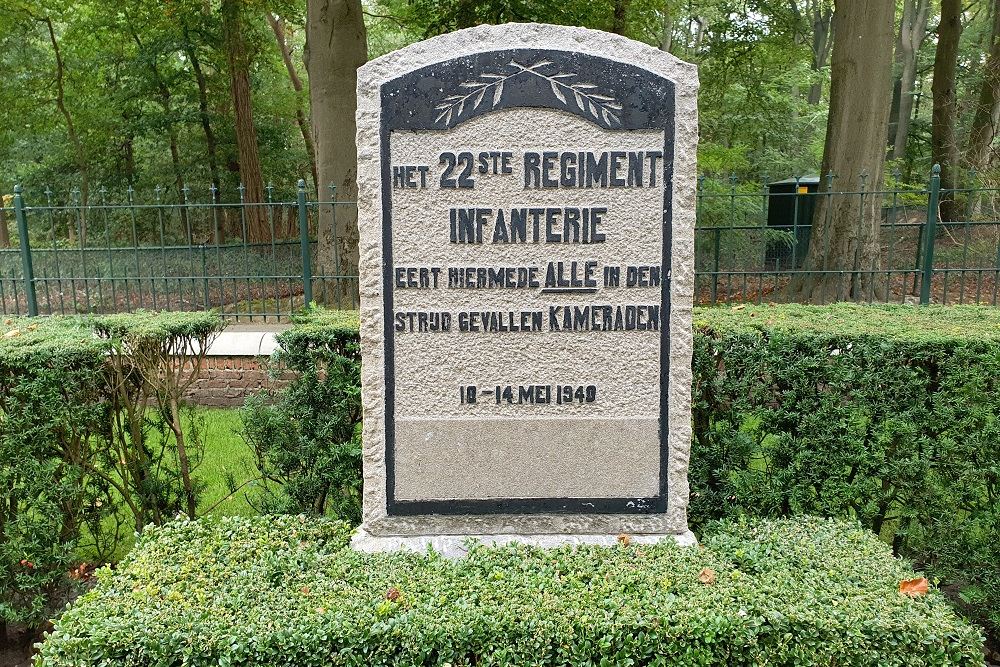 HET 22STE REGIMENT
INFANTERIE
EERT HIERMEDE ALLE IN DEN
STRIJD GEVALLEN KAMERADEN
10-14 MEI 1940